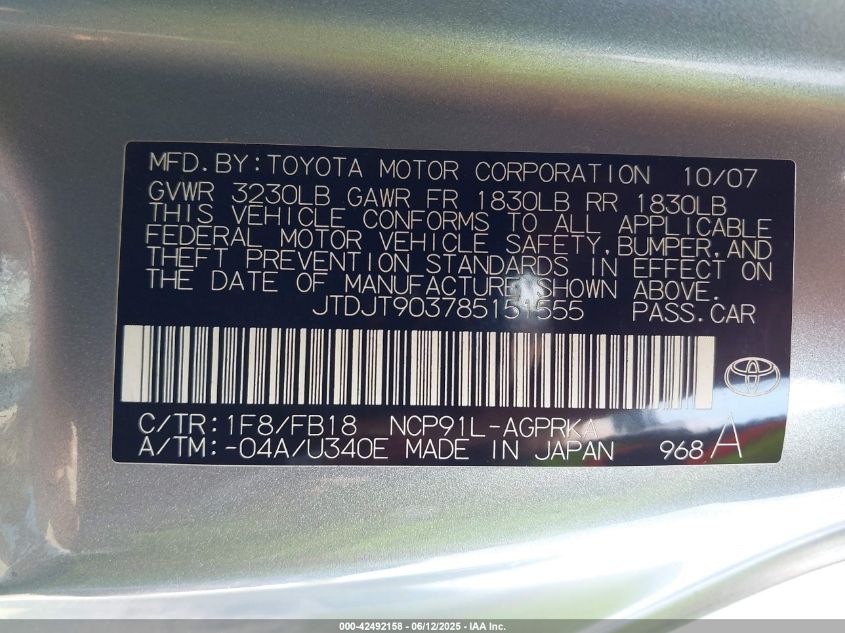 MFD.BY:TOYOTA MOTOR CORPORATION 10/07
GVWR 3230LB GAWR FR 1830LB RR 1830LB
THIS VEHICLE CONFORMS TO ALL APPLICABLE
FEDERAL MOTOR VEHICLE SAFETY,BUMPER,AND
THEFT PREVENTION STANDARDS IN EFFECT ON
THE DATE OF MANUFACTURE SHOWN ABOVE.
JTDJT903785151555 PASS.CAR
C/TR:1F8/FB18 NCP91L-AGPRKA
A/TM:-04A/U340E MADE IN JAPAN 968 A
000-42492158 - 06/12/2025 - IAA Inc.